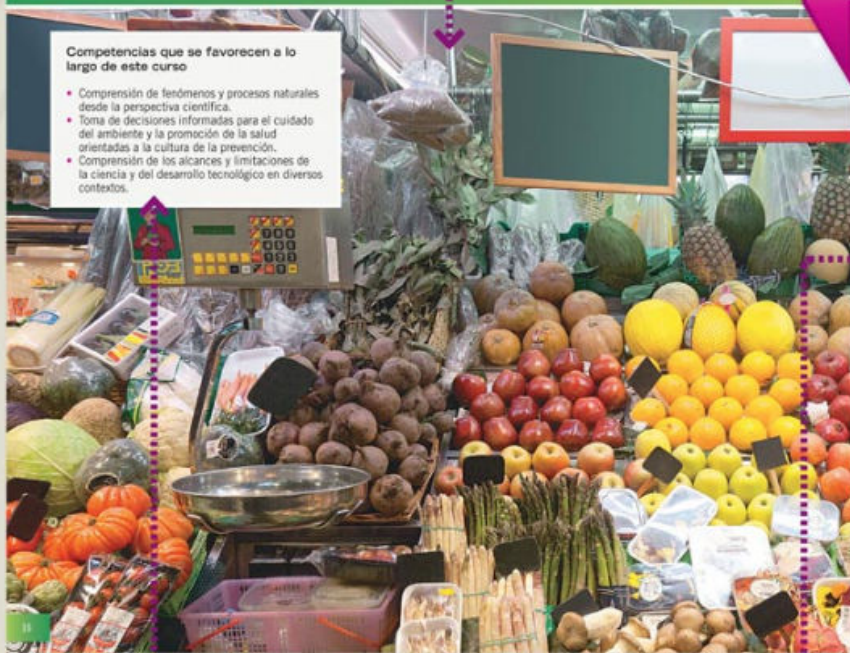 Competencias que se favorecen a lo
largo de este curso
• Comprensión de fenómenos y procesos naturales
desde la perspectiva científica.
• Toma de decisiones informadas para el cuidado
del ambiente y la promoción de la salud
orientadas a la cultura de la prevención.
• Comprensión de los alcances y limitaciones de
la ciencia y del desarrollo tecnológico en diversos
contextos.